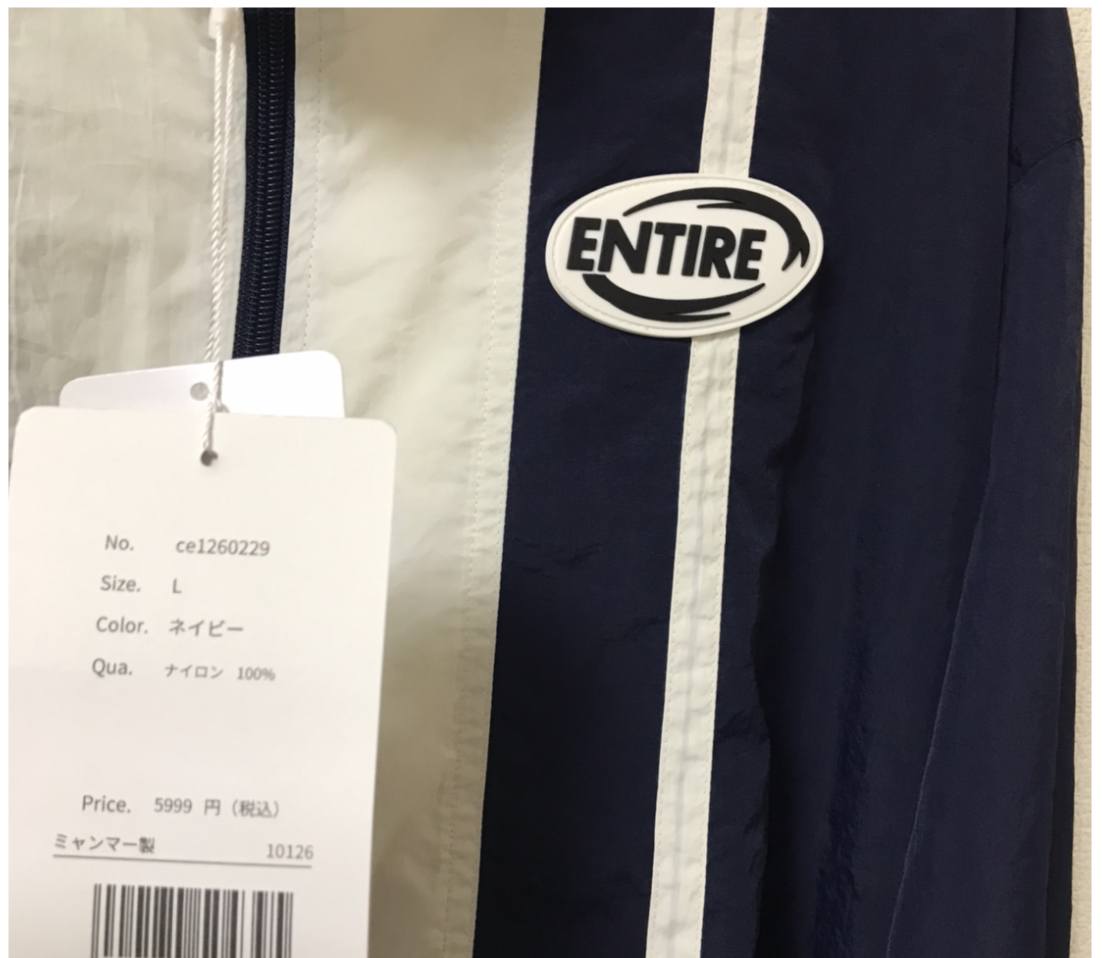 ENTIRE
No. ce1260229
Size. L
Color. ネイビー
Qua. ナイロン 100%
Price. 5999 円（税込）
ミャンマー製 10126